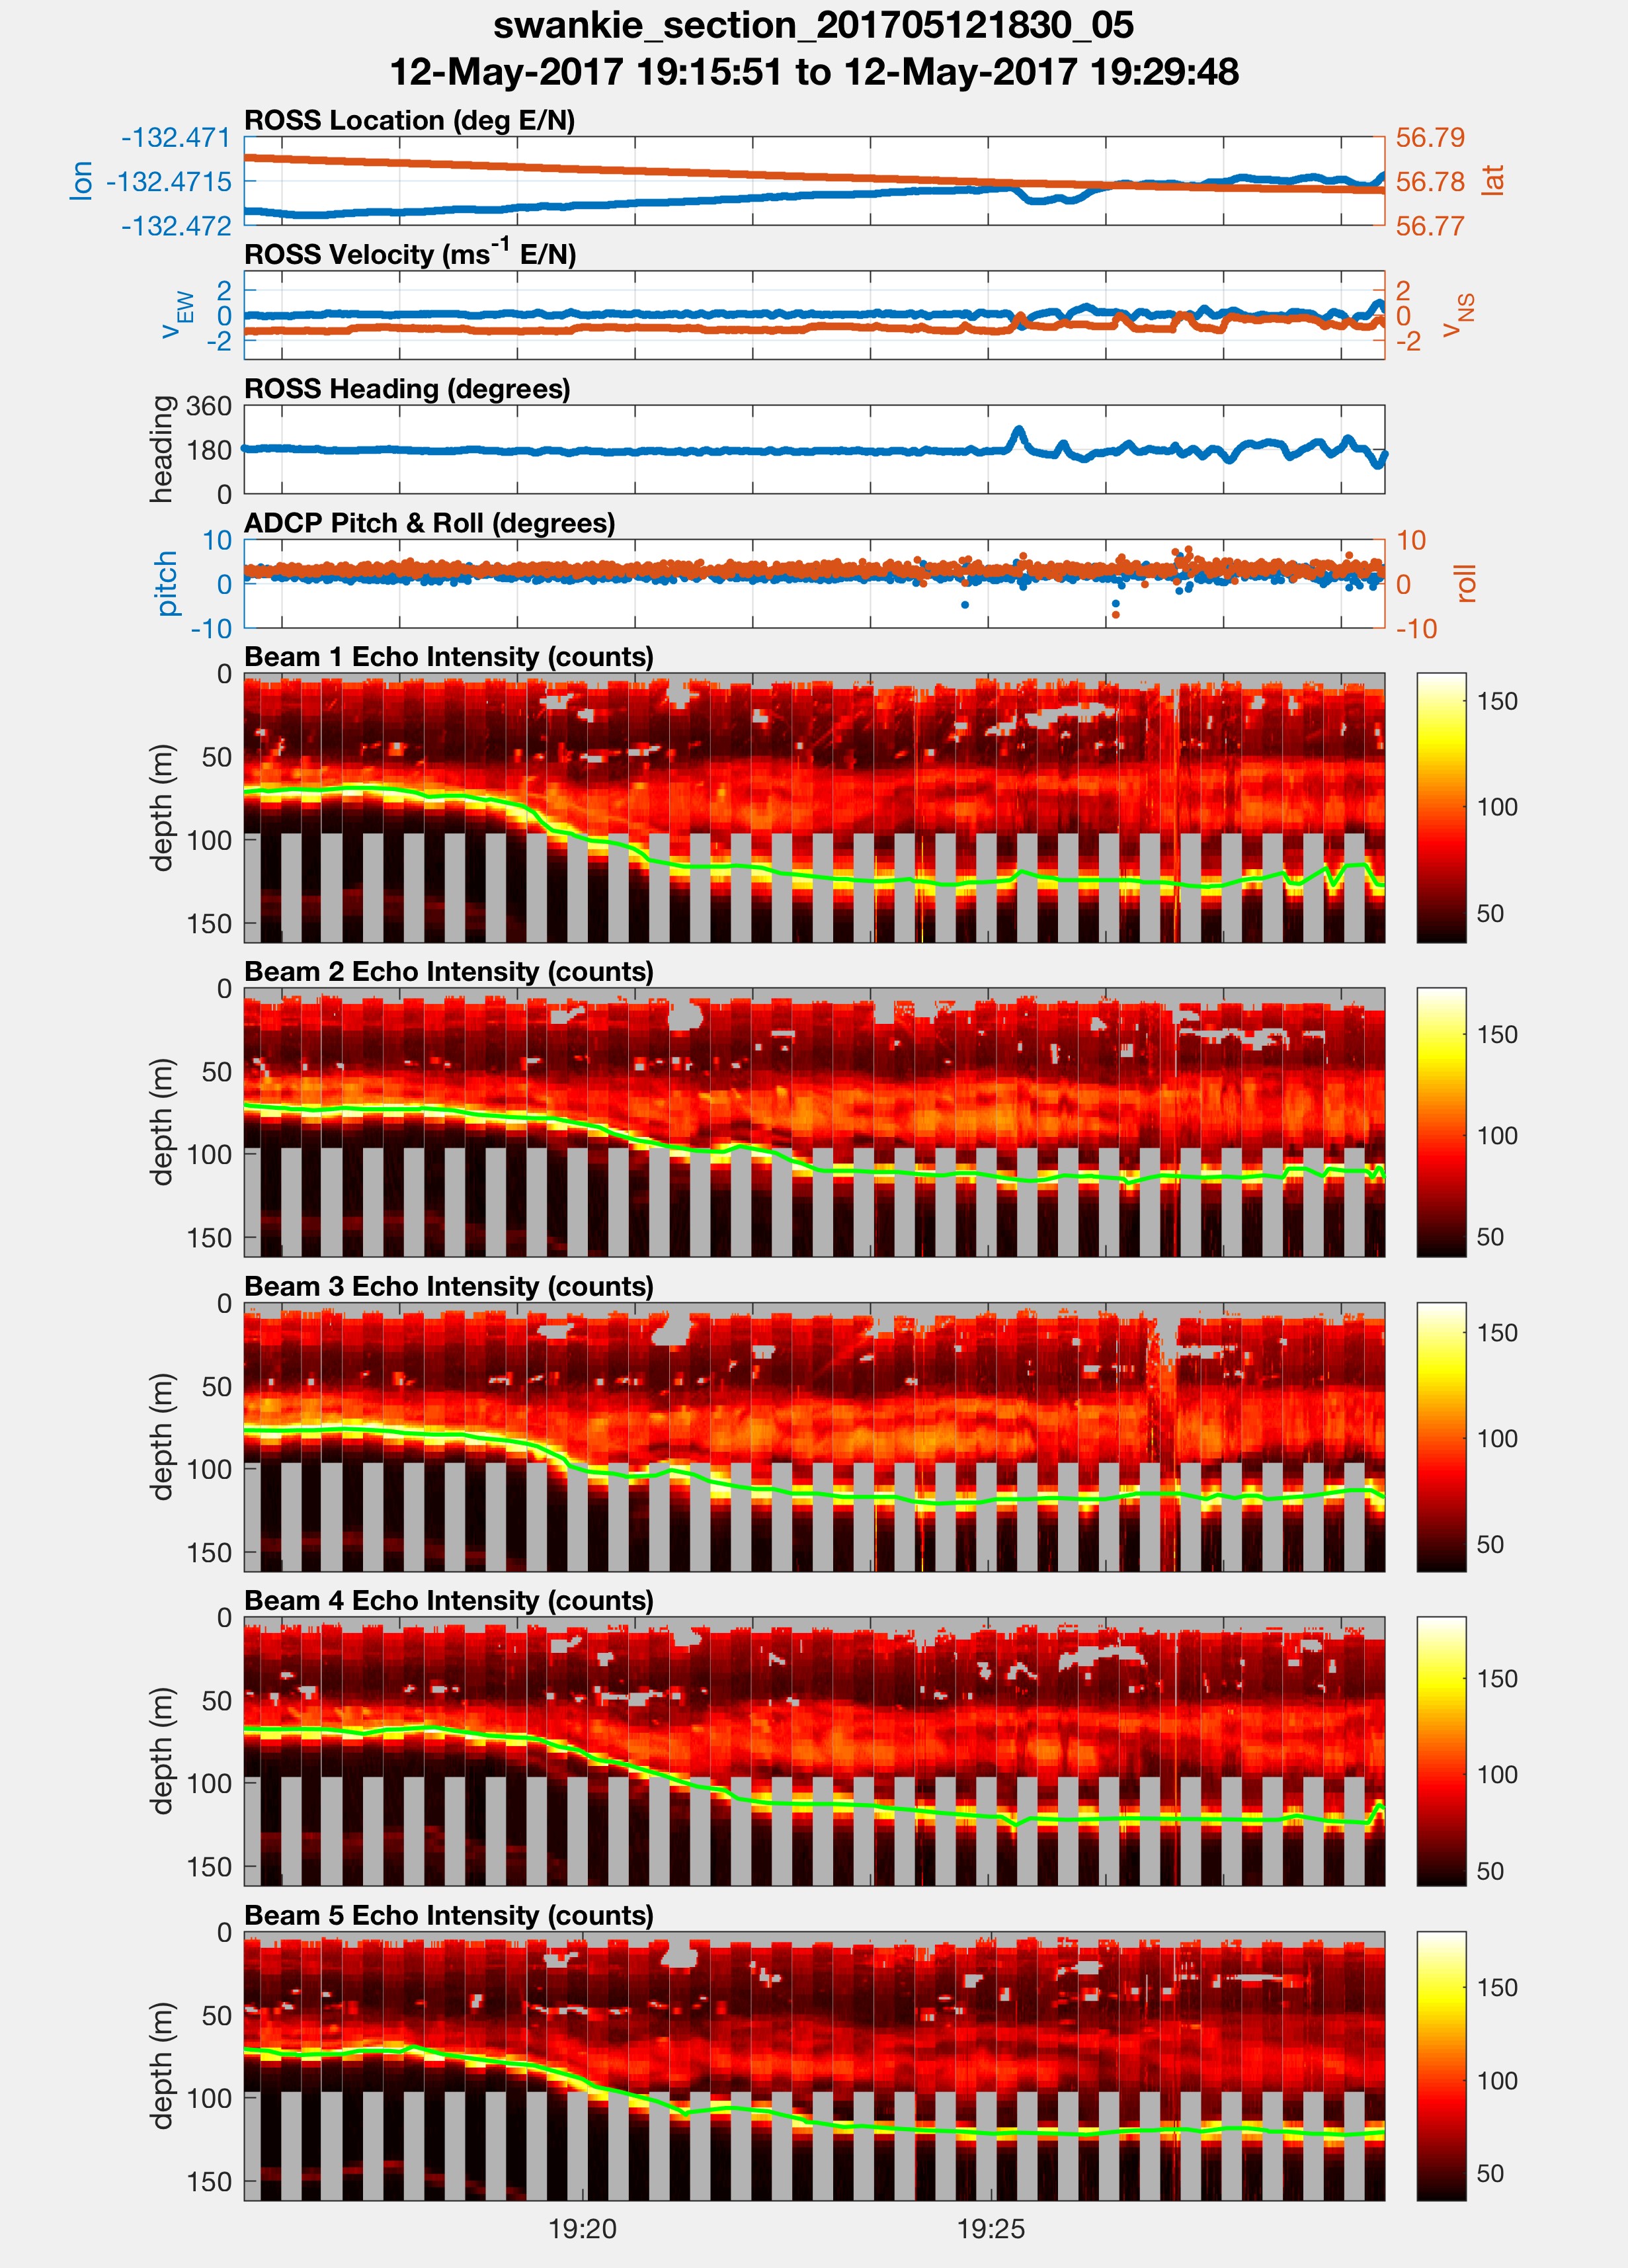 swankie_section_201705121830_05
12-May-2017 19:15:51 to 12-May-2017 19:29:48
ROSS Location (deg E/N)
-132.471
-132.4715
-132.472
lon
56.79
56.78
56.77
lat
ROSS Velocity (ms-1 E/N)
2
0
-2
vEW
2
0
-2
vNS
ROSS Heading (degrees)
360
180
0
heading
ADCP Pitch & Roll (degrees)
10
0
-10
pitch
10
0
-10
roll
Beam 1 Echo Intensity (counts)
0
50
100
150
depth (m)
150
100
50
Beam 2 Echo Intensity (counts)
0
50
100
150
depth (m)
150
100
50
Beam 3 Echo Intensity (counts)
0
50
100
150
depth (m)
150
100
50
Beam 4 Echo Intensity (counts)
0
50
100
150
depth (m)
150
100
50
Beam 5 Echo Intensity (counts)
0
50
100
150
depth (m)
150
100
50
19:20
19:25